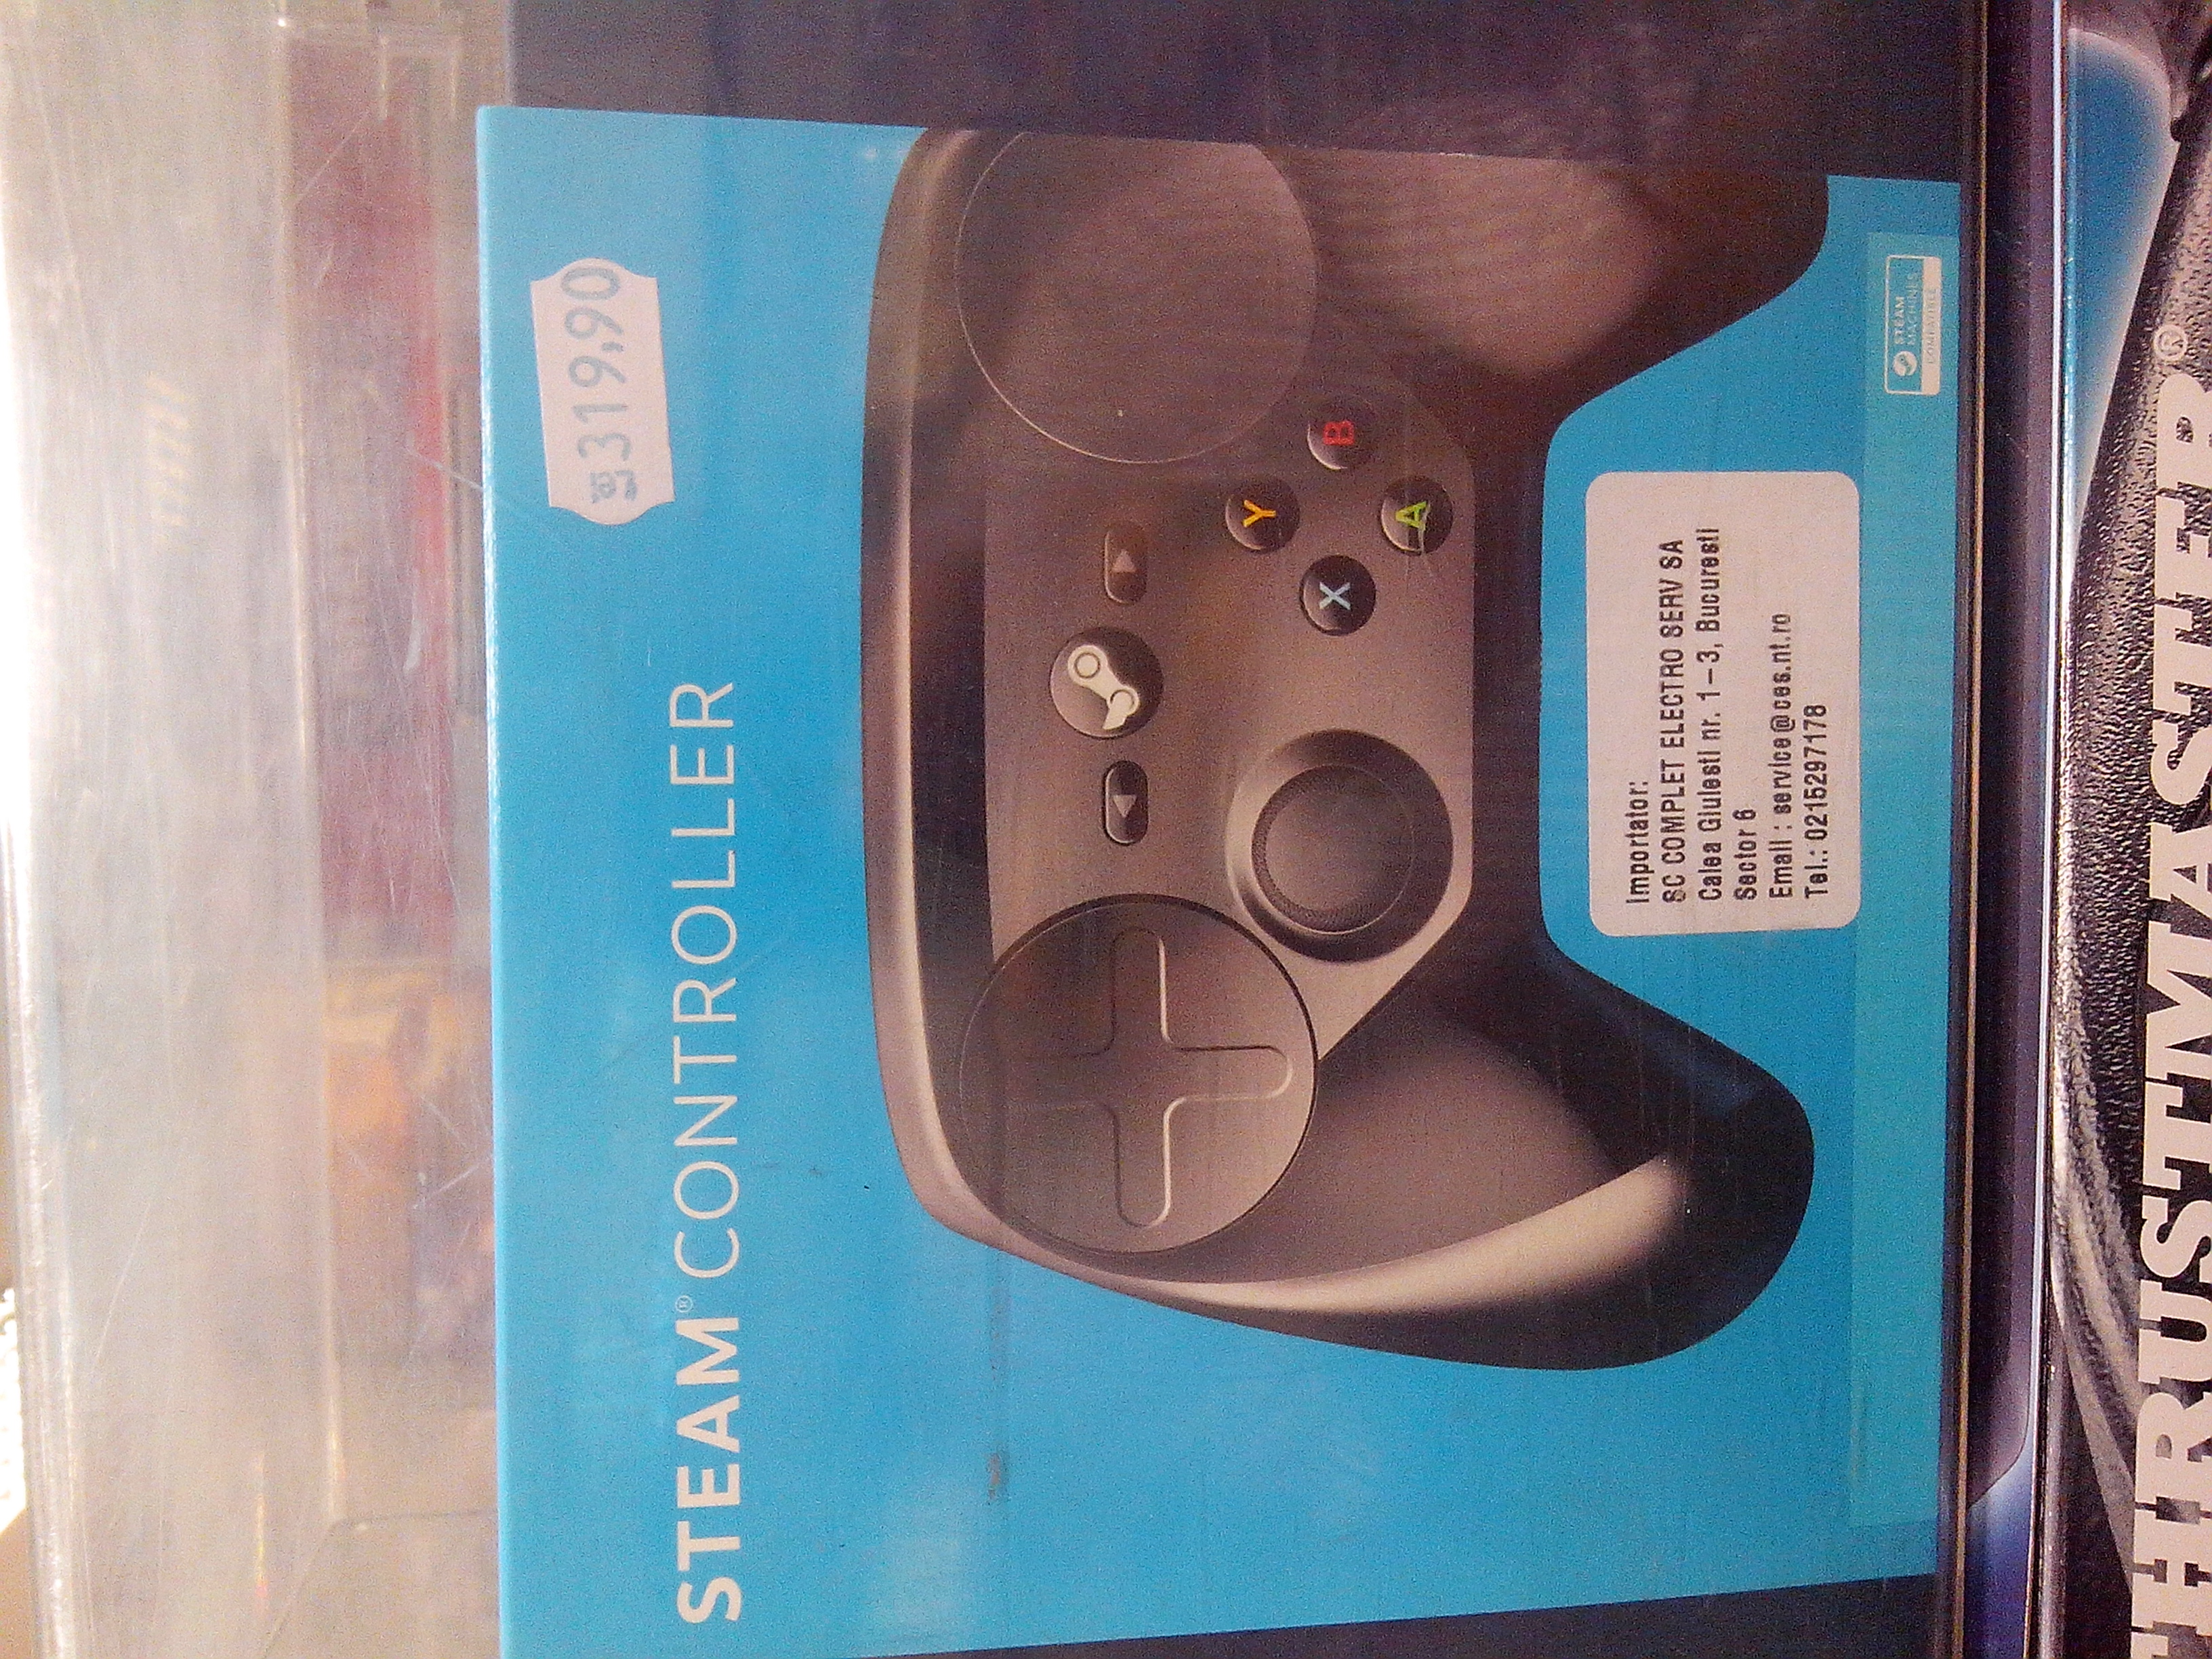 Lei 319,90
STEAM® CONTROLLER
Y
X
B
A
Importator:
SC COMPLET ELECTRO SERV SA
Calea Giulesti nr. 1-3, Bucuresti
Sector 6
Email : service@ces.nt.ro
Tel.: 0215297178
STEAM
MACHINES
COMPATIBLE
THRUSTMASTER®